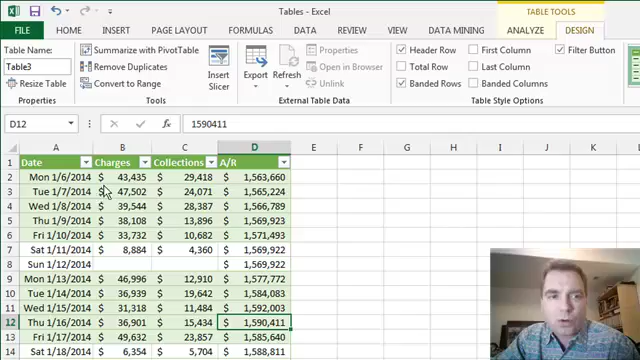 Tables - Excel
TABLE TOOLS
FILE HOME INSERT PAGE LAYOUT FORMULAS DATA REVIEW VIEW DATA MINING ANALYZE DESIGN
Table Name:
Table3
Resize Table
Properties
Summarize with PivotTable
Remove Duplicates
Convert to Range
Tools
Insert Slicer
Export
Refresh
Properties
Open in Browser
Unlink
External Table Data
Header Row First Column Filter Button
Total Row Last Column
Banded Rows Banded Columns
Table Style Options
D12 fx 1590411
A B C D E F G H I
1 Date Charges Collections A/R
2 Mon 1/6/2014 $ 43,435 $ 29,418 $ 1,563,660
3 Tue 1/7/2014 $ 47,502 $ 24,071 $ 1,565,224
4 Wed 1/8/2014 $ 39,544 $ 28,387 $ 1,566,789
5 Thu 1/9/2014 $ 38,108 $ 13,896 $ 1,569,923
6 Fri 1/10/2014 $ 33,732 $ 10,682 $ 1,571,493
7 Sat 1/11/2014 $ 8,884 $ 4,360 $ 1,569,922
8 Sun 1/12/2014 $ 1,569,922
9 Mon 1/13/2014 $ 46,996 $ 12,910 $ 1,577,772
10 Tue 1/14/2014 $ 36,939 $ 19,642 $ 1,584,083
11 Wed 1/15/2014 $ 31,318 $ 11,484 $ 1,592,003
12 Thu 1/16/2014 $ 36,901 $ 15,434 $ 1,590,411
13 Fri 1/17/2014 $ 49,632 $ 23,857 $ 1,585,640
14 Sat 1/18/2014 $ 6,354 $ 5,704 $ 1,588,811